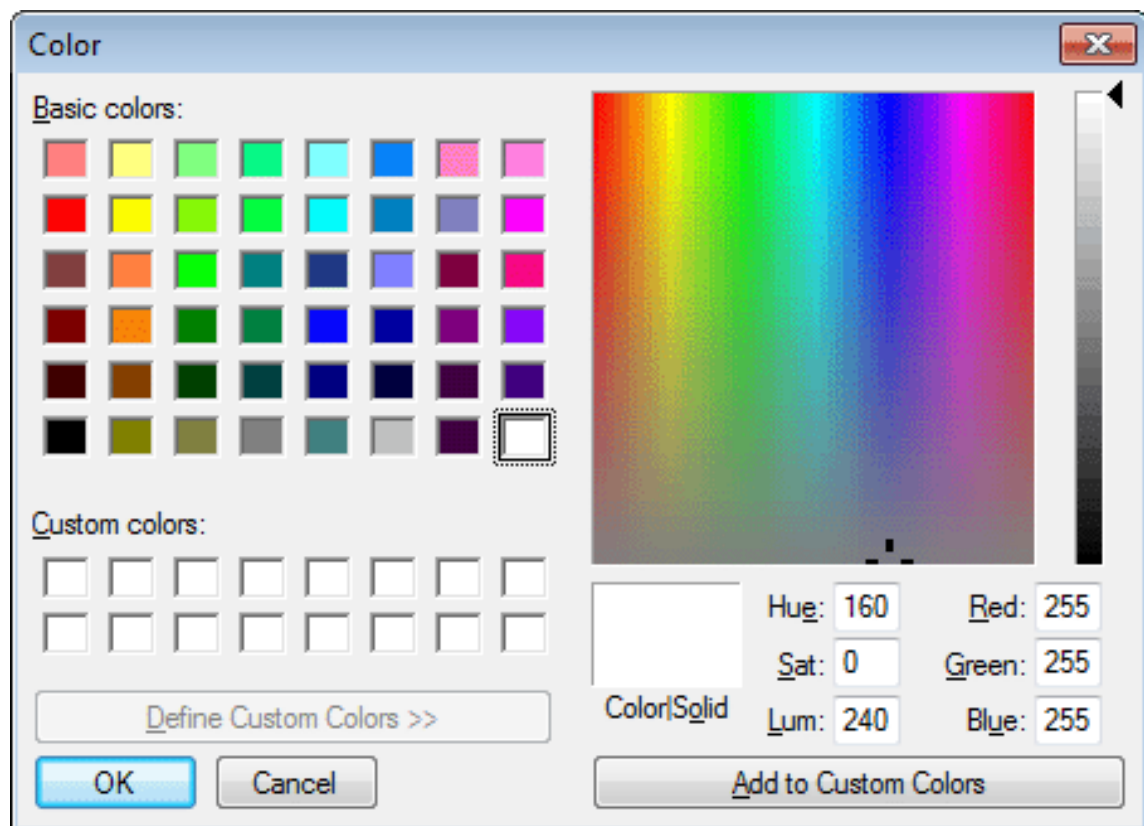 Color
Basic colors:
Custom colors:
Define Custom Colors >>
OK
Cancel
Color|Solid
Hue: 160
Sat: 0
Lum: 240
Red: 255
Green: 255
Blue: 255
Add to Custom Colors